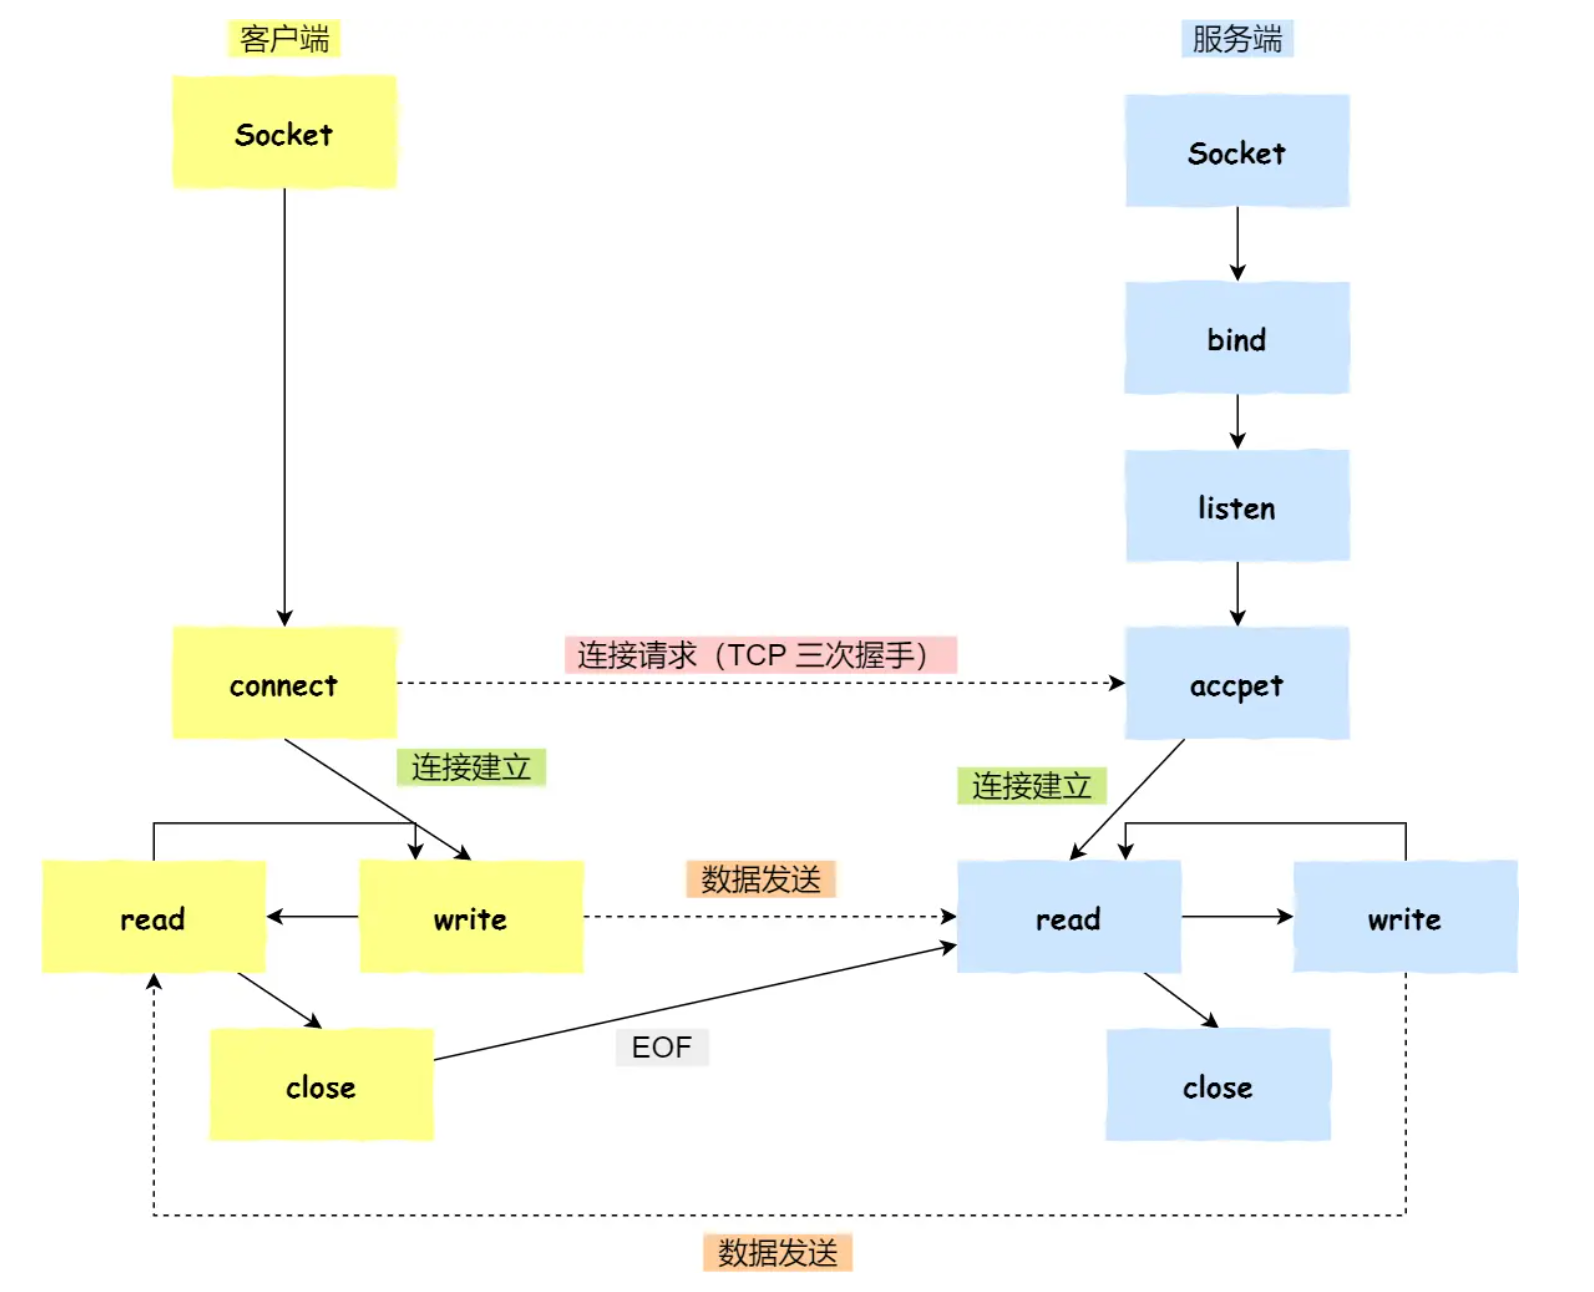 客户端
服务端
Socket
Socket
bind
listen
连接请求（TCP 三次握手）
connect
accpet
连接建立
连接建立
数据发送
read
write
read
write
EOF
close
close
数据发送